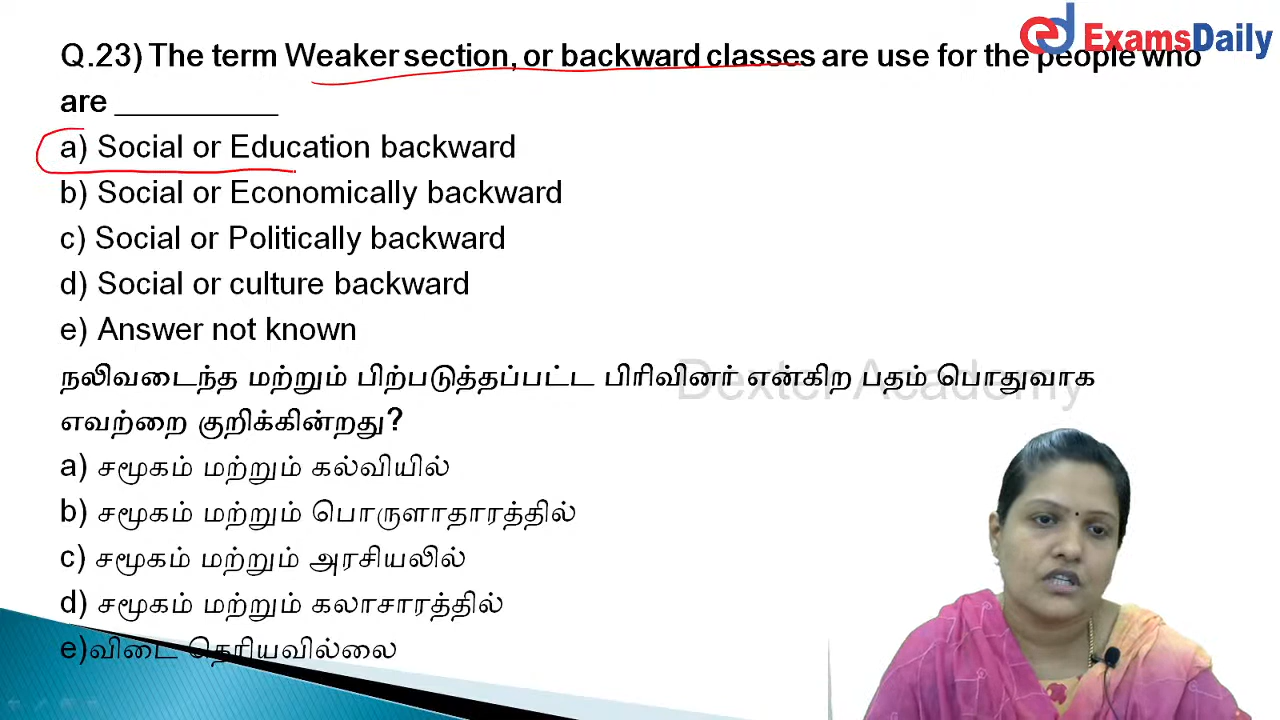 ExamsDaily
Q.23) The term Weaker section, or backward classes are use for the people who
are __________
a) Social or Education backward
b) Social or Economically backward
c) Social or Politically backward
d) Social or culture backward
e) Answer not known
Dexter Academy
நலிவடைந்த மற்றும் பிற்படுத்தப்பட்ட பிரிவினர் என்கிற பதம் பொதுவாக
எவற்றை குறிக்கின்றது?
a) சமூகம் மற்றும் கல்வியில்
b) சமூகம் மற்றும் பொருளாதாரத்தில்
c) சமூகம் மற்றும் அரசியலில்
d) சமூகம் மற்றும் கலாசாரத்தில்
e)விடை தெரியவில்லை